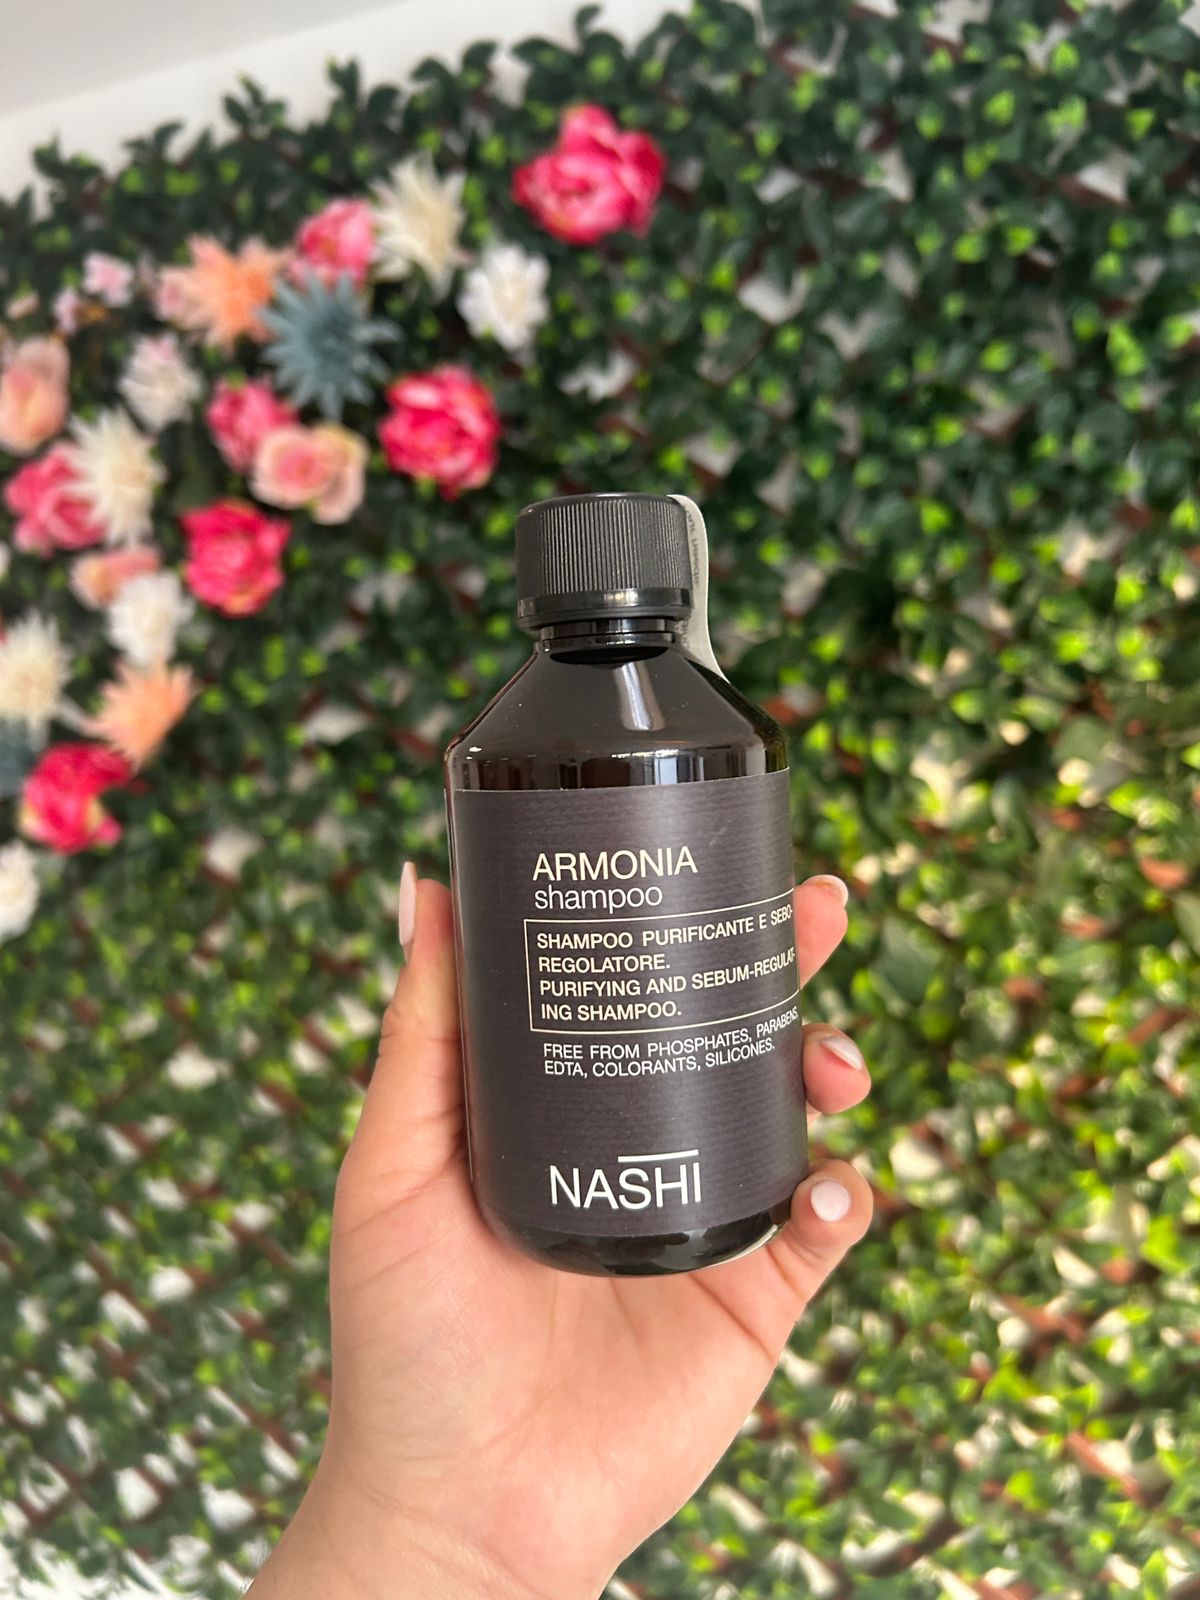 ARMONIA
shampoo
SHAMPOO PURIFICANTE E SEBO-
REGOLATORE.
PURIFYING AND SEBUM-REGULAT-
ING SHAMPOO.
FREE FROM PHOSPHATES, PARABENS,
EDTA, COLORANTS, SILICONES.
NASHI